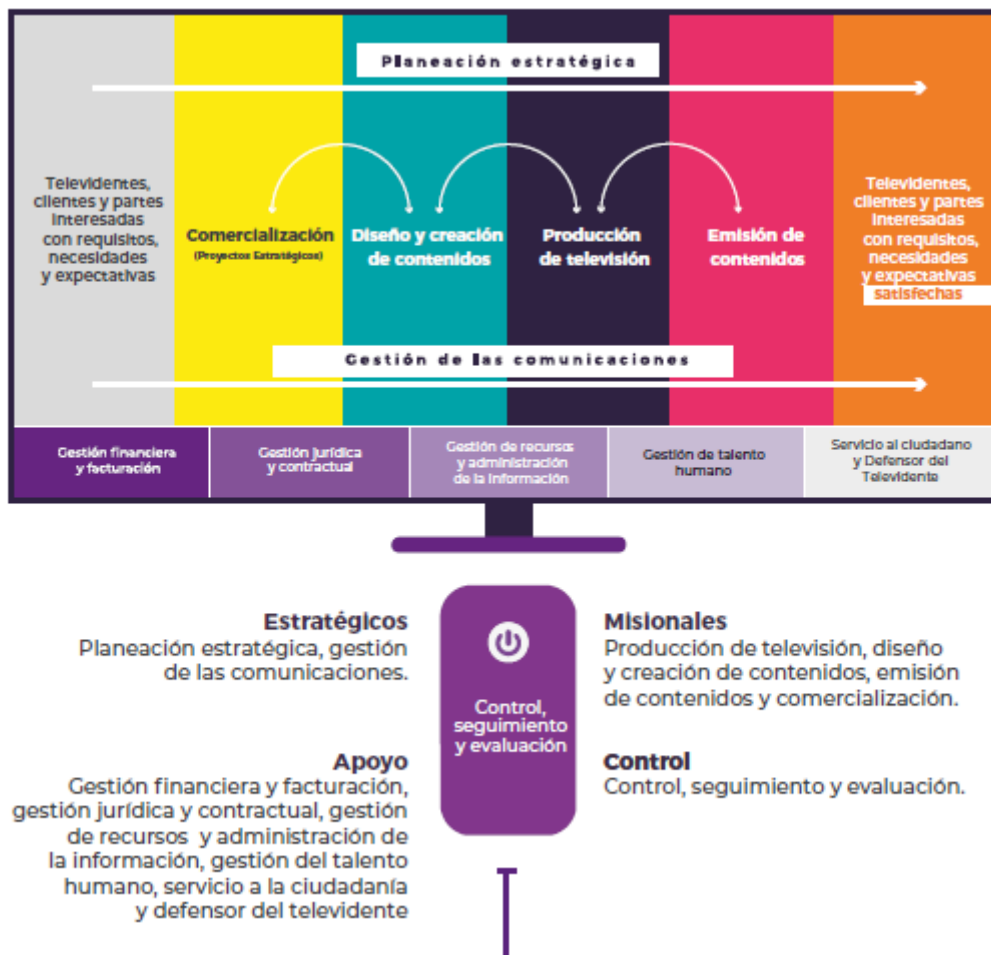 Planeación estratégica
Televidentes,
clientes y partes
interesadas
con requisitos,
necesidades
y expectativas
Comercialización
(Proyectos Estratégicos)
Diseño y creación
de contenidos
Producción
de televisión
Emisión de
contenidos
Televidentes,
clientes y partes
interesadas
con requisitos,
necesidades
y expectativas
satisfechas
Gestión de las comunicaciones
Gestión financiera
y facturación
Gestión jurídica
y contractual
Gestión de recursos
y administración
de la información
Gestión de talento
humano
Servicio al ciudadano
y Defensor del
Televidente
Estratégicos
Planeación estratégica, gestión
de las comunicaciones.
Apoyo
Gestión financiera y facturación,
gestión jurídica y contractual, gestión
de recursos y administración de
la información, gestión del talento
humano, servicio a la ciudadanía
y defensor del televidente
Control,
seguimiento
y evaluación
Misionales
Producción de televisión, diseño
y creación de contenidos, emisión
de contenidos y comercialización.
Control
Control, seguimiento y evaluación.